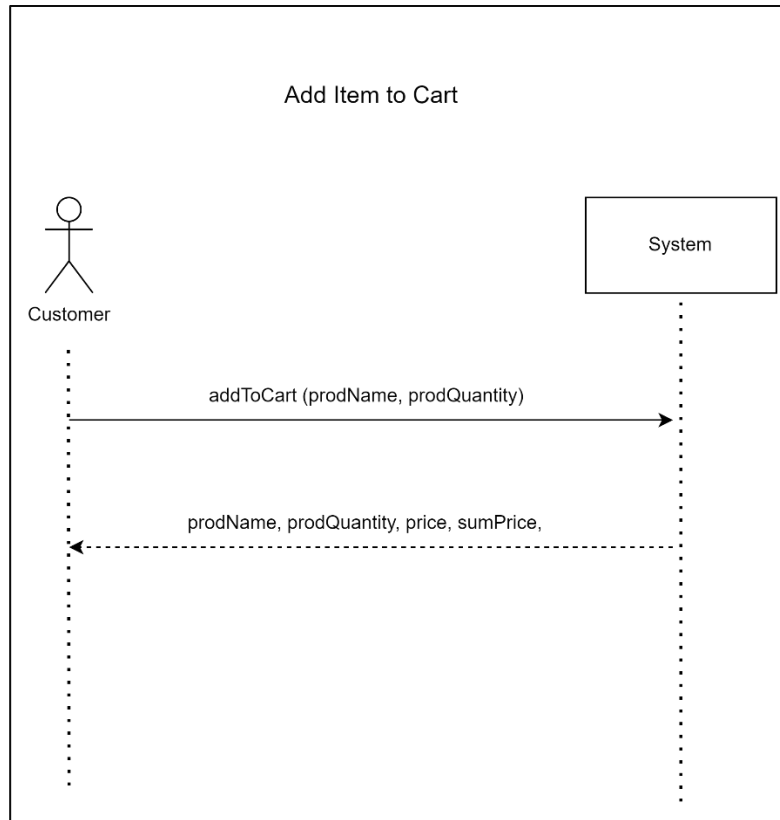 Add Item to Cart
System
Customer
addToCart (prodName, prodQuantity)
prodName, prodQuantity, price, sumPrice,